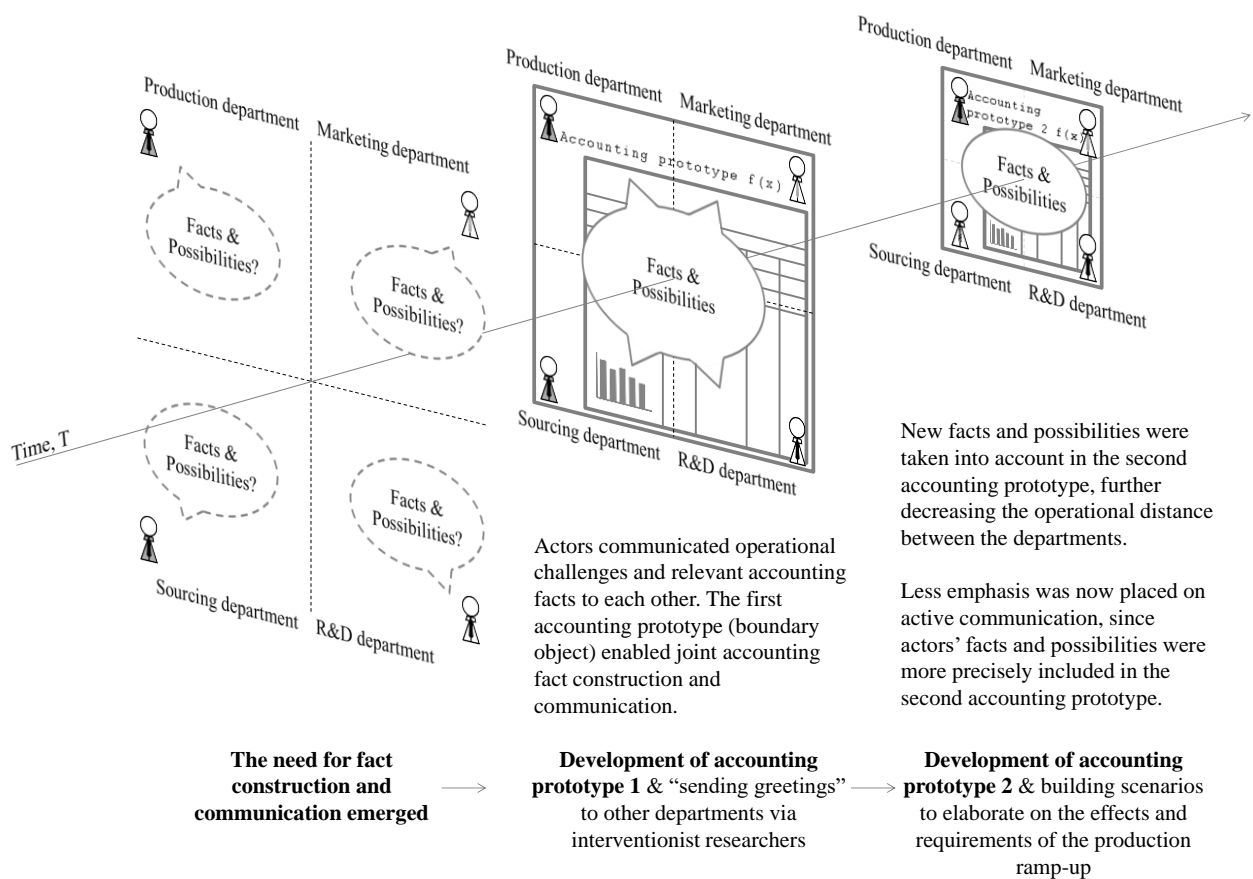 Production department
Marketing department
Facts &
Possibilities?
Facts &
Possibilities?
Facts &
Possibilities?
Facts &
Possibilities?
Sourcing department
R&D department
Time, T
Production department
Marketing department
Accounting prototype f(x)
Facts &
Possibilities
Sourcing department
R&D department
Production department
Marketing department
Accounting
prototype 2 f(x)
Facts &
Possibilities
Sourcing department
R&D department
Actors communicated operational
challenges and relevant accounting
facts to each other. The first
accounting prototype (boundary
object) enabled joint accounting
fact construction and
communication.
New facts and possibilities were
taken into account in the second
accounting prototype, further
decreasing the operational distance
between the departments.
Less emphasis was now placed on
active communication, since
actors’ facts and possibilities were
more precisely included in the
second accounting prototype.
The need for fact
construction and
communication emerged
Development of accounting
prototype 1 & “sending greetings”
to other departments via
interventionist researchers
Development of accounting
prototype 2 & building scenarios
to elaborate on the effects and
requirements of the production
ramp-up